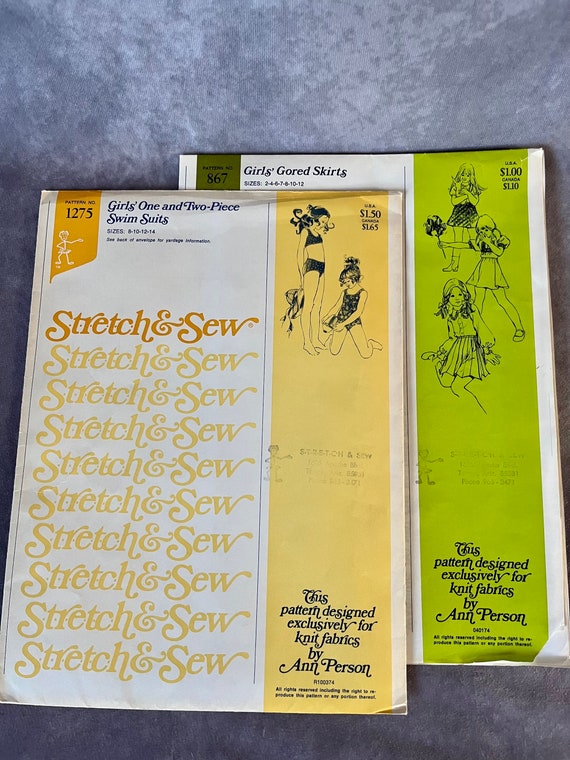 PATTERN NO.
867
Girls' Gored Skirts
SIZES: 2-4-6-7-8-10-12
U.S.A.
$1.00
CANADA
$1.10
S-T-R-E-T-C-H & SEW
This
pattern designed
exclusively for
knit fabrics
by
Ann Person
040174
All rights reserved including the right to re-
produce this pattern or any portion thereof.
PATTERN NO.
1275
Girls' One and Two-Piece
Swim Suits
SIZES: 8-10-12-14
See back of envelope for yardage information.
U.S.A.
$1.50
CANADA
$1.65
Stretch & Sew®
Stretch & Sew
Stretch & Sew
Stretch & Sew
Stretch & Sew
Stretch & Sew
Stretch & Sew
Stretch & Sew
Stretch & Sew
Stretch & Sew
S-T-R-E-T-C-H & SEW
This
pattern designed
exclusively for
knit fabrics
by
Ann Person
R100374
All rights reserved including the right to re-
produce this pattern or any portion thereof.